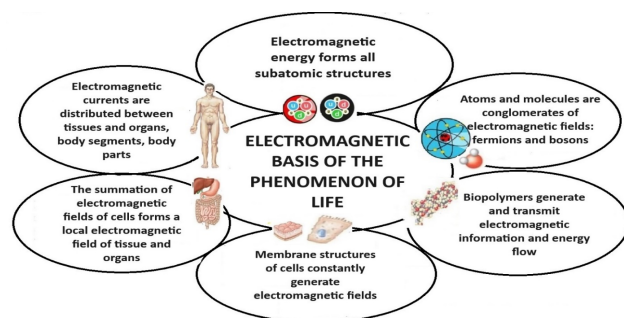 Electromagnetic
energy forms all
subatomic structures
Electromagnetic
currents are
distributed between
tissues and organs,
body segments, body
parts
Atoms and molecules are
conglomerates of
electromagnetic fields:
fermions and bosons
ELECTROMAGNETIC
BASIS OF THE
PHENOMENON OF
LIFE
The summation of
electromagnetic
fields of cells forms a
local electromagnetic
field of tissue and
organs
Biopolymers generate
and transmit
electromagnetic
information and energy
flow
Membrane structures
of cells constantly
generate
electromagnetic fields